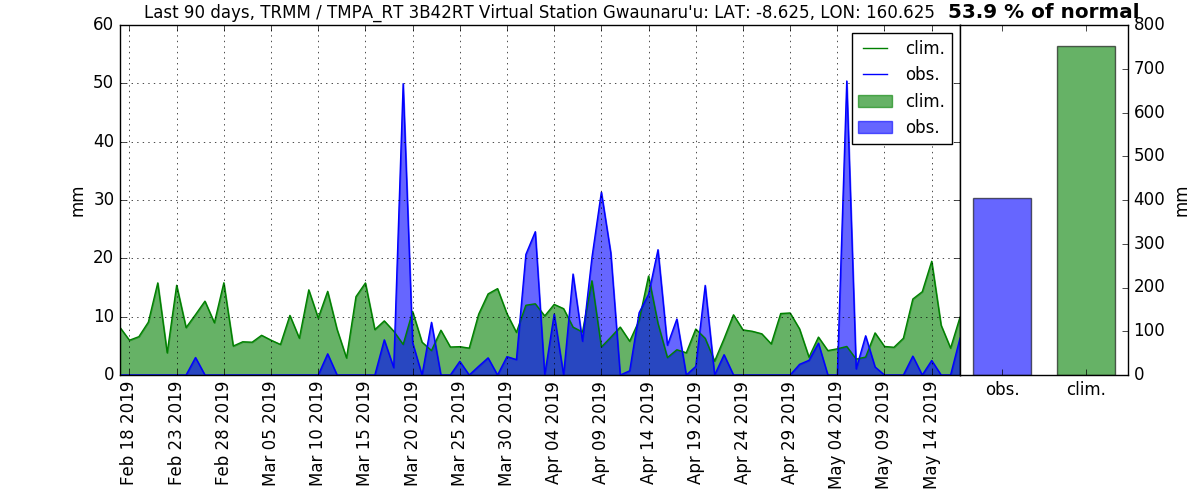 Last 90 days, TRMM / TMPA_RT 3B42RT Virtual Station Gwaunaru'u: LAT: -8.625, LON: 160.625
53.9 % of normal
60
50
40
30
20
10
0
mm
clim.
obs.
clim.
obs.
800
700
600
500
400
300
200
100
0
mm
obs.
clim.
Feb 18 2019
Feb 23 2019
Feb 28 2019
Mar 05 2019
Mar 10 2019
Mar 15 2019
Mar 20 2019
Mar 25 2019
Mar 30 2019
Apr 04 2019
Apr 09 2019
Apr 14 2019
Apr 19 2019
Apr 24 2019
Apr 29 2019
May 04 2019
May 09 2019
May 14 2019